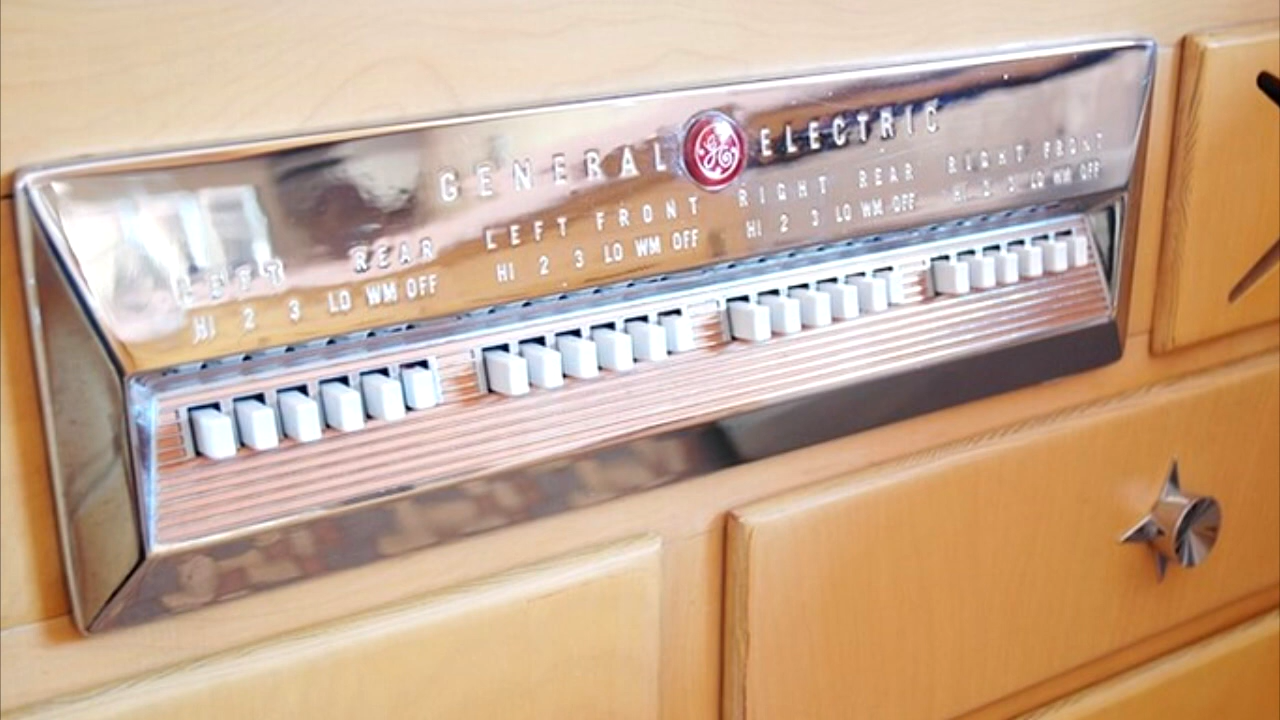 GENERAL GE ELECTRIC
LEFT REAR LEFT FRONT RIGHT REAR RIGHT FRONT
HI 2 3 LO WM OFF HI 2 3 LO WM OFF HI 2 3 LO WM OFF HI 2 3 LO WM OFF